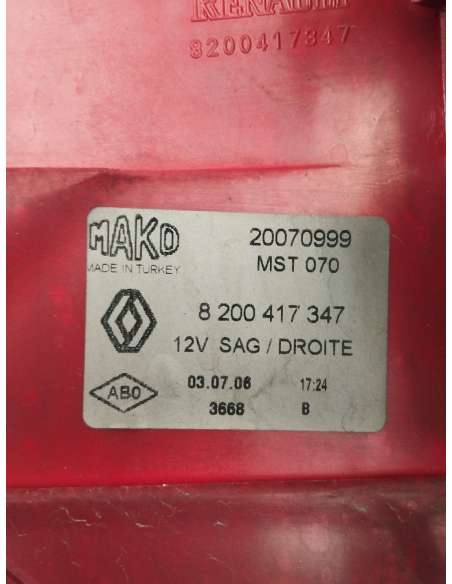 RENAULT
8200417347
MAKO
MADE IN TURKEY
20070999
MST 070
8 200 417 347
12V SAG / DROITE
ABO
03.07.06
17:24
3668
B